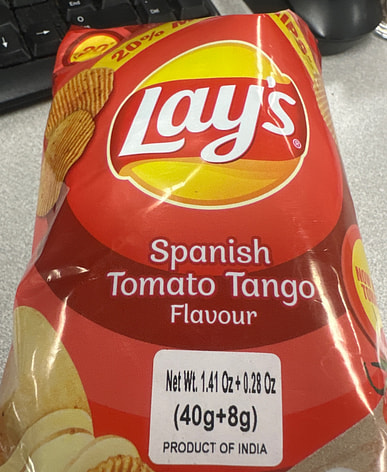 20% M
Lay's
®
Spanish
Tomato Tango
Flavour
Net Wt. 1.41 Oz + 0.28 Oz
(40g+8g)
PRODUCT OF INDIA